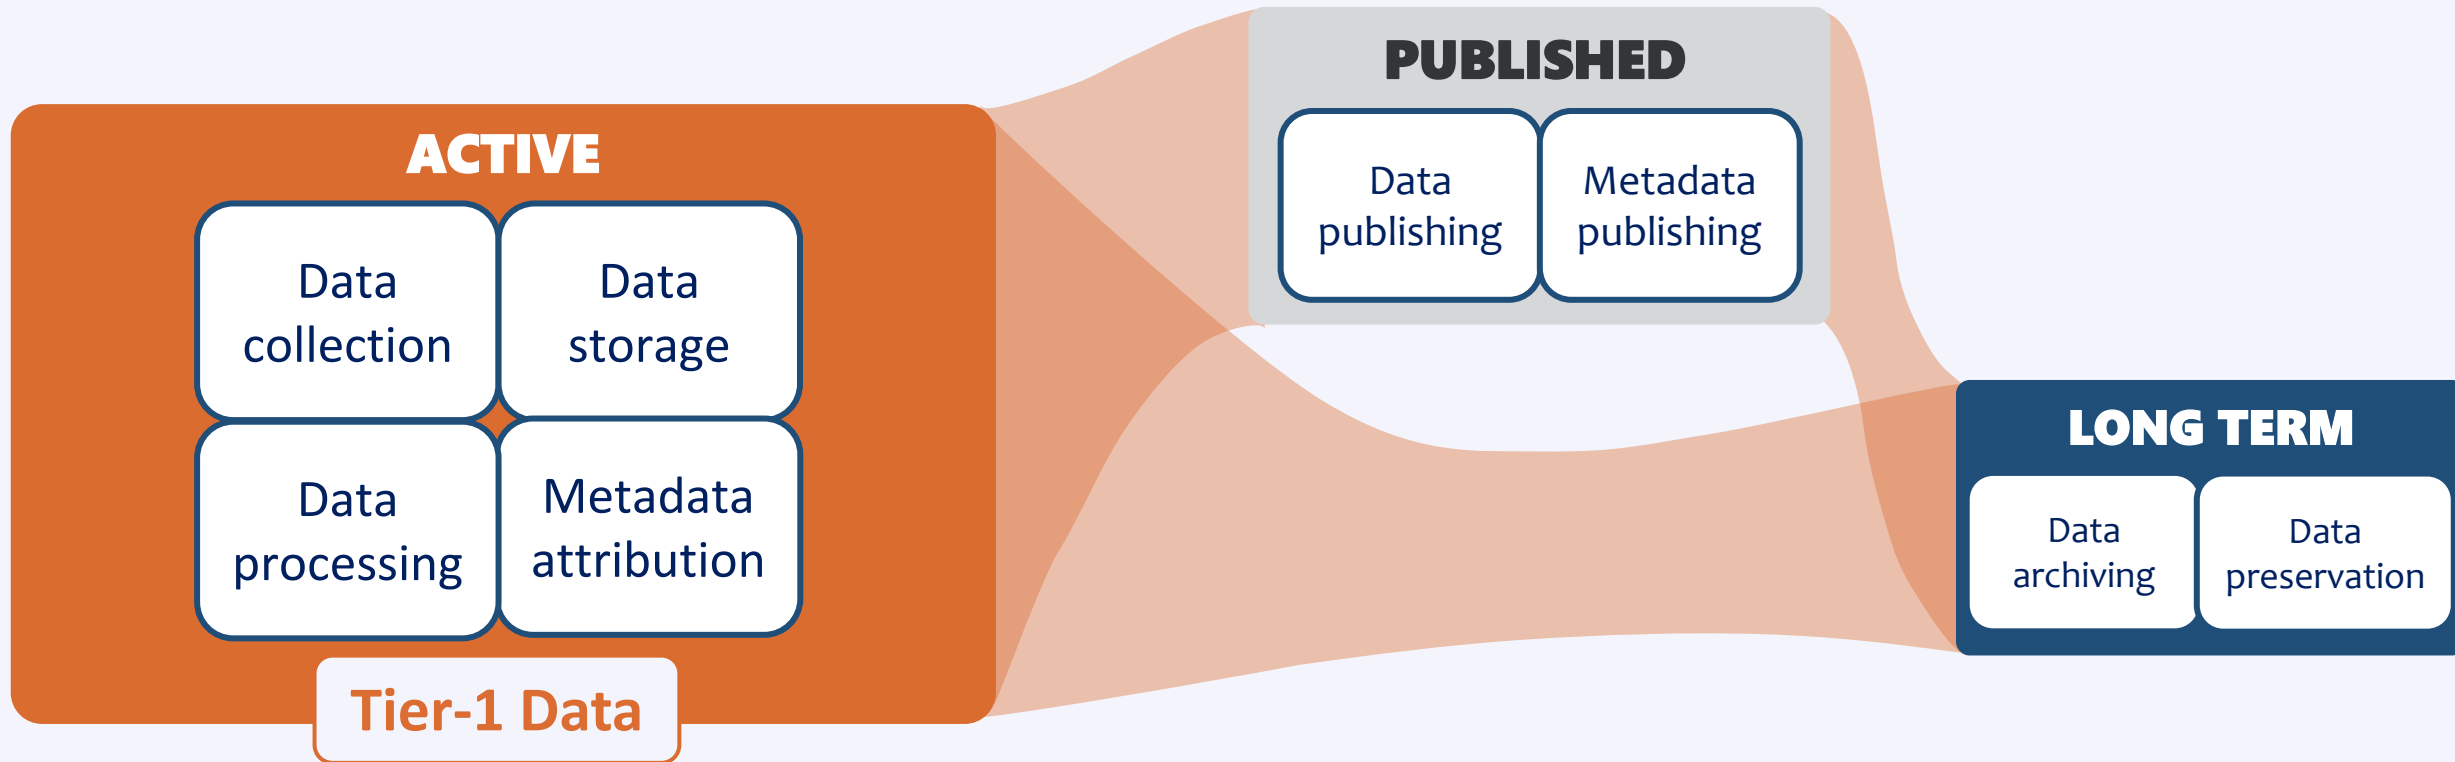 ACTIVE
Data
collection
Data
storage
Data
processing
Metadata
attribution
Tier-1 Data
PUBLISHED
Data
publishing
Metadata
publishing
LONG TERM
Data
archiving
Data
preservation